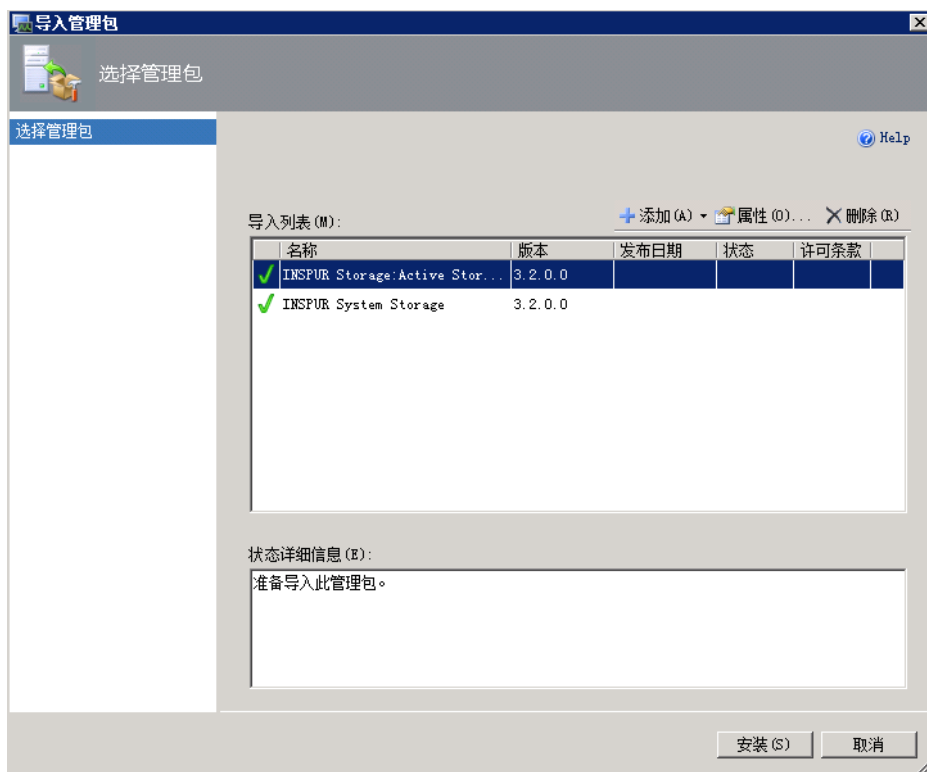 导入管理包
选择管理包
选择管理包
Help
导入列表(M):
添加(A) 属性(O)... 删除(R)
名称 版本 发布日期 状态 许可条款
INSPUR Storage:Active Stor... 3.2.0.0
INSPUR System Storage 3.2.0.0
状态详细信息(E):
准备导入此管理包。
安装(S) 取消